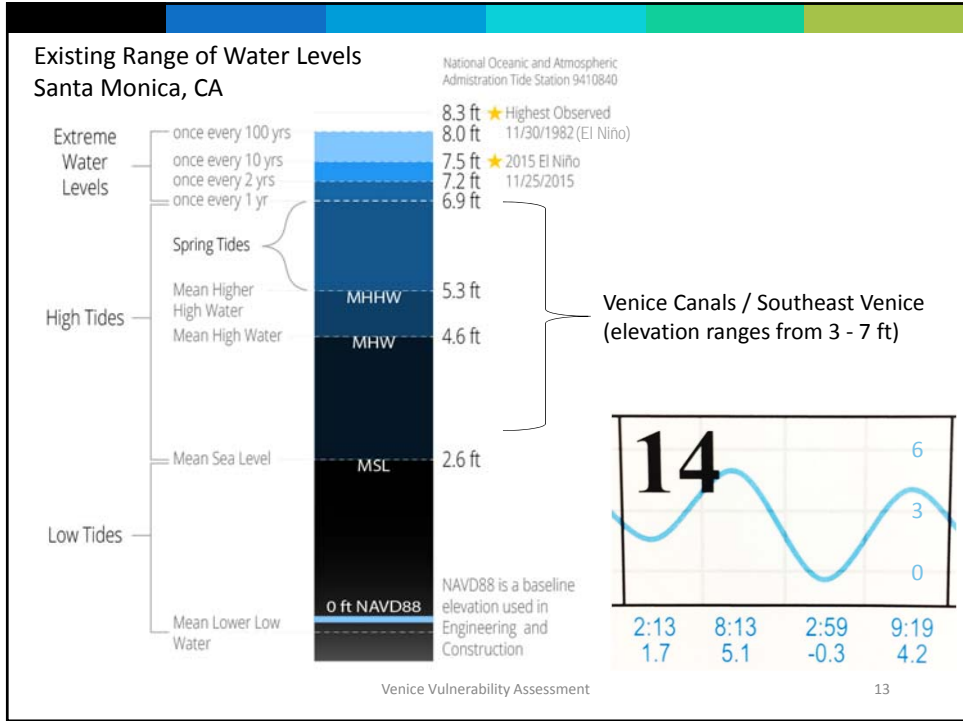 Existing Range of Water Levels
Santa Monica, CA
National Oceanic and Atmospheric
Admistration Tide Station 9410840
Extreme
Water
Levels
once every 100 yrs
once every 10 yrs
once every 2 yrs
once every 1 yr
8.3 ft ★ Highest Observed
8.0 ft 11/30/1982 (El Niño)
7.5 ft ★ 2015 El Niño
7.2 ft 11/25/2015
6.9 ft
Spring Tides
High Tides
Mean Higher
High Water
MHHW
5.3 ft
Mean High Water
MHW
4.6 ft
Venice Canals / Southeast Venice
(elevation ranges from 3 - 7 ft)
Mean Sea Level
MSL
2.6 ft
Low Tides
0 ft NAVD88
Mean Lower Low
Water
NAVD88 is a baseline
elevation used in
Engineering and
Construction
14
6
3
0
2:13 8:13 2:59 9:19
1.7 5.1 -0.3 4.2
Venice Vulnerability Assessment
13